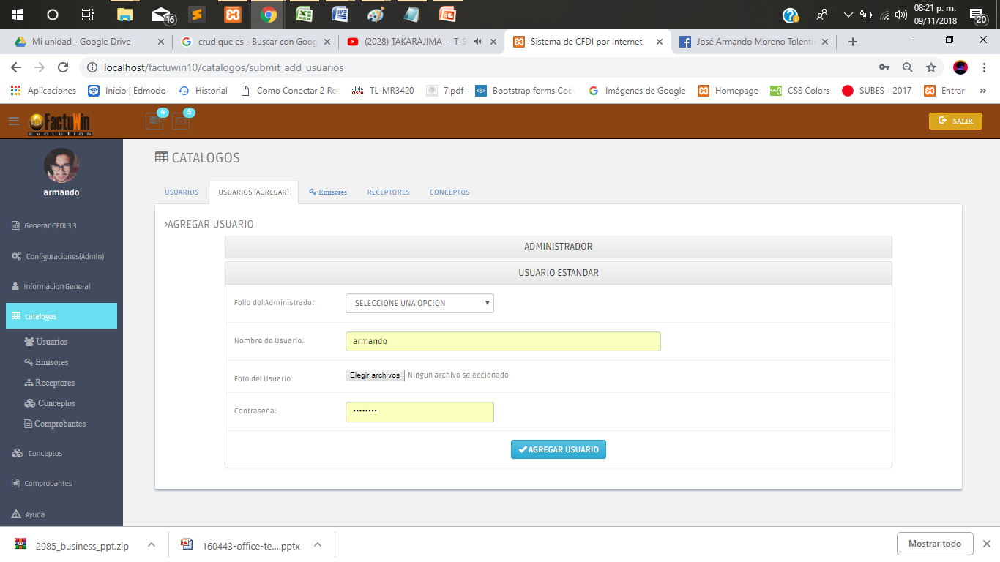 16
08:21 p. m.
09/11/2018
20
Mi unidad - Google Drive
crud que es - Buscar con Goog
(2028) TAKARAJIMA -- T-S
Sistema de CFDI por Internet
José Armando Moreno Tolenti
localhost/factuwin10/catalogos/submit_add_usuarios
Aplicaciones
Inicio | Edmodo
Historial
Como Conectar 2 Rou
TL-MR3420
7.pdf
Bootstrap forms Code
Imágenes de Google
Homepage
CSS Colors
SUBES - 2017
Entrar
»
FactuWin
EVOLUTION
4
5
SALIR
armando
Generar CFDI 3.3
Configuraciones(Admin)
Informacion General
catalogos
Usuarios
Emisores
Receptores
Conceptos
Comprobantes
Conceptos
Comprobantes
Ayuda
CATALOGOS
USUARIOS
USUARIOS [AGREGAR]
Emisores
RECEPTORES
CONCEPTOS
>AGREGAR USUARIO
ADMINISTRADOR
USUARIO ESTANDAR
Folio del Administrador:
SELECCIONE UNA OPCION
Nombre de Usuario:
armando
Foto del Usuario:
Elegir archivos
Ningún archivo seleccionado
Contraseña:
••••••••
AGREGAR USUARIO
2985_business_ppt.zip
160443-office-te....pptx
Mostrar todo